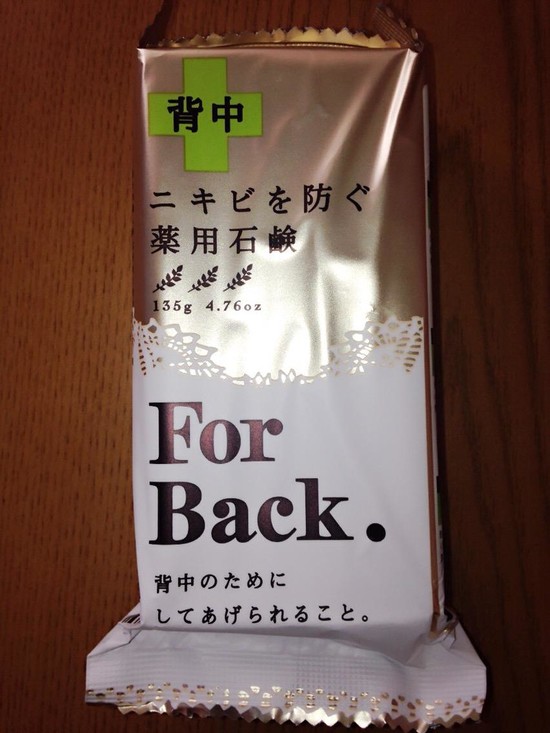 背中
ニキビを防ぐ
薬用石鹸
135g 4.76oz
For
Back.
背中のために
してあげられること。